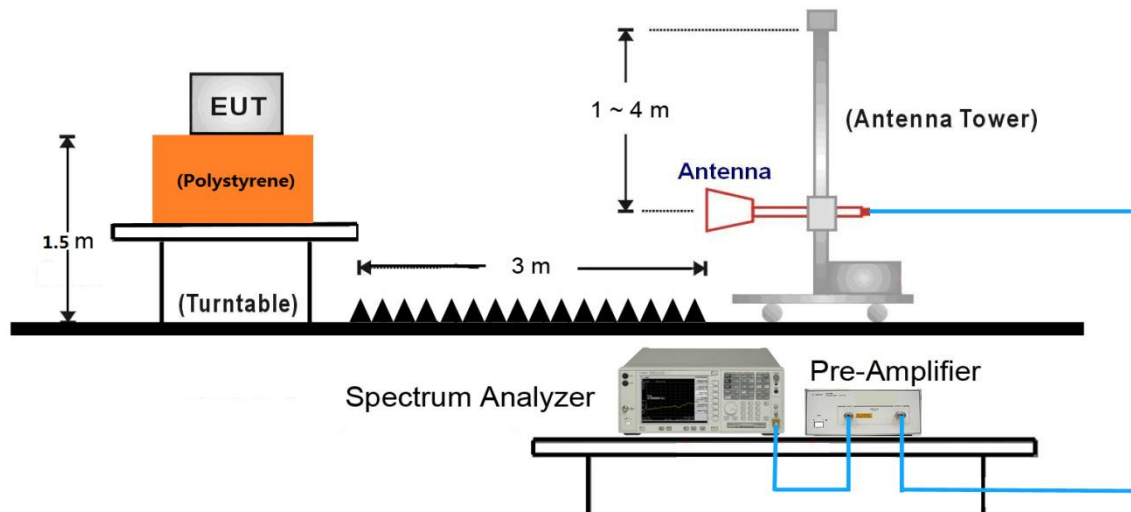 EUT
(Polystyrene)
1.5 m
(Turntable)
3 m
1 ~ 4 m
Antenna
(Antenna Tower)
Spectrum Analyzer
Pre-Amplifier